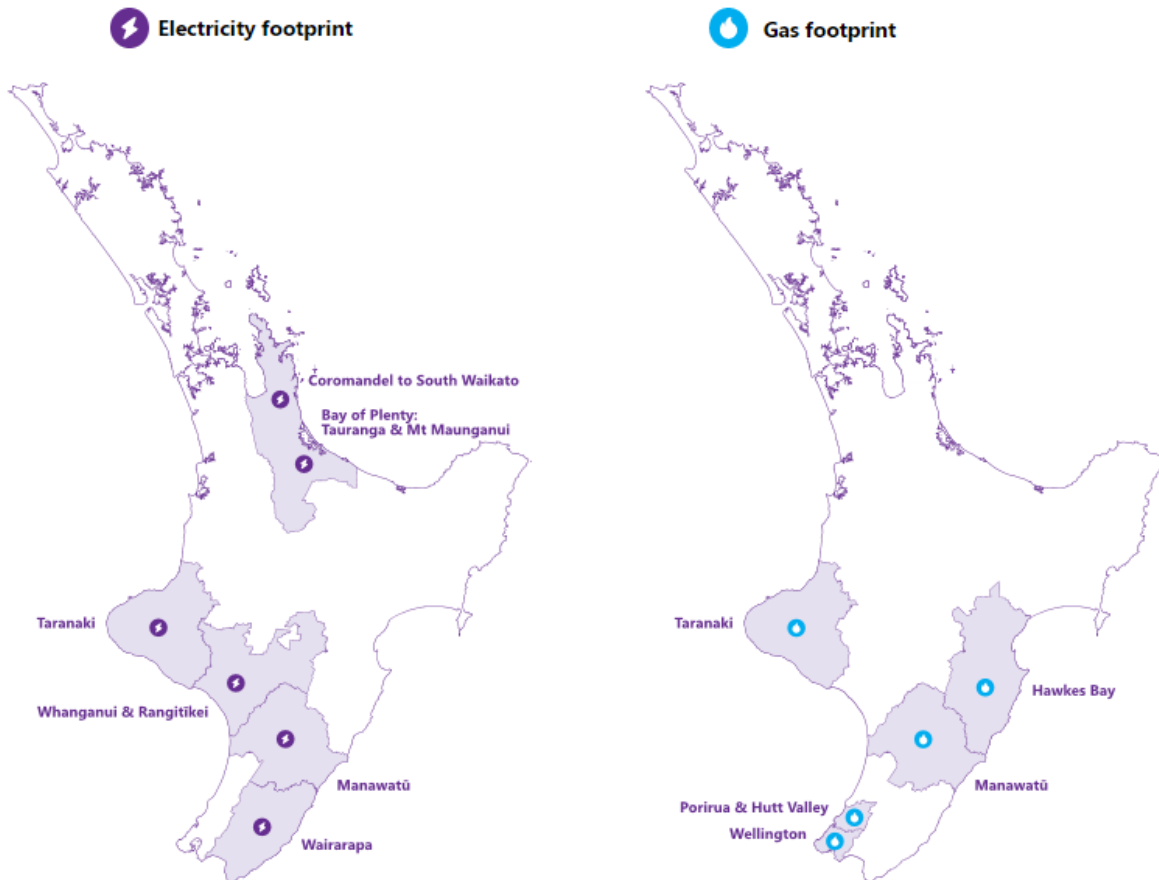 Electricity footprint
Gas footprint
Coromandel to South Waikato
Bay of Plenty:
Tauranga & Mt Maunganui
Taranaki
Whanganui & Rangitīkei
Manawatū
Wairarapa
Taranaki
Hawkes Bay
Manawatū
Porirua & Hutt Valley
Wellington